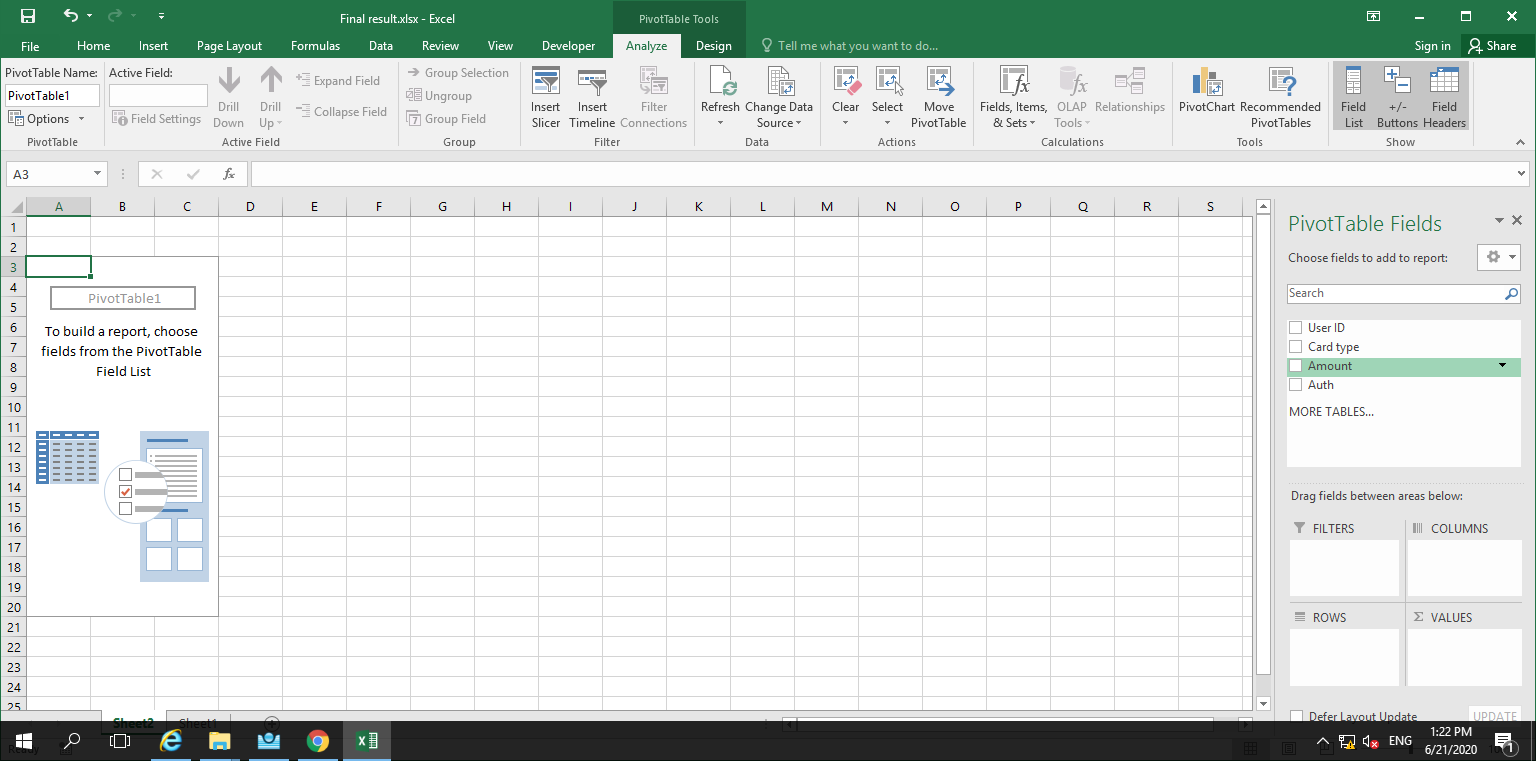 Final result.xlsx - Excel
PivotTable Tools
File Home Insert Page Layout Formulas Data Review View Developer Analyze Design Tell me what you want to do... Sign in Share
PivotTable Name:
PivotTable1
Options
PivotTable
Active Field:
Field Settings
Drill Down
Drill Up
Expand Field
Collapse Field
Active Field
Group Selection
Ungroup
Group Field
Group
Insert Slicer
Insert Timeline
Filter Connections
Filter
Refresh
Change Data Source
Data
Clear
Select
Move PivotTable
Actions
Fields, Items, & Sets
OLAP Tools
Relationships
Calculations
PivotChart
Recommended PivotTables
Tools
Field List
+/- Buttons
Field Headers
Show
A3
fx
A B C D E F G H I J K L M N O P Q R S
1
2
3
4
5
6
7
8
9
10
11
12
13
14
15
16
17
18
19
20
21
22
23
24
25
PivotTable1
To build a report, choose
fields from the PivotTable
Field List
PivotTable Fields
Choose fields to add to report:
Search
User ID
Card type
Amount
Auth
MORE TABLES...
Drag fields between areas below:
FILTERS
COLUMNS
ROWS
Σ VALUES
Defer Layout Update
UPDATE
Sheet2 Sheet1
Ready
ENG
1:22 PM
6/21/2020
1